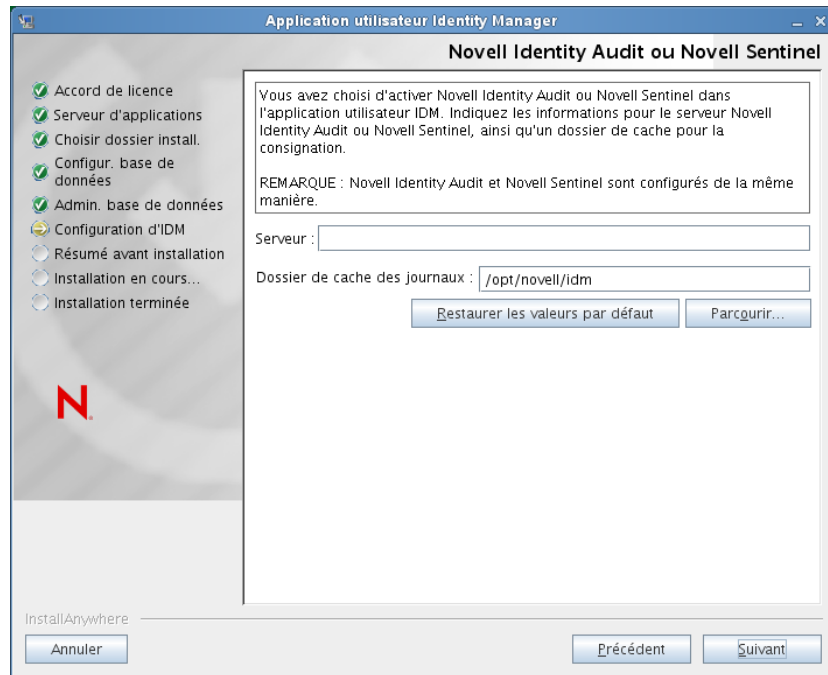 Application utilisateur Identity Manager
Novell Identity Audit ou Novell Sentinel
Accord de licence
Serveur d'applications
Choisir dossier install.
Configur. base de
données
Admin. base de données
Configuration d'IDM
Résumé avant installation
Installation en cours...
Installation terminée
N
Vous avez choisi d'activer Novell Identity Audit ou Novell Sentinel dans
l'application utilisateur IDM. Indiquez les informations pour le serveur Novell
Identity Audit ou Novell Sentinel, ainsi qu'un dossier de cache pour la
consignation.
REMARQUE : Novell Identity Audit et Novell Sentinel sont configurés de la même
manière.
Serveur :
Dossier de cache des journaux : /opt/novell/idm
Restaurer les valeurs par défaut Parcourir...
InstallAnywhere
Annuler Précédent Suivant